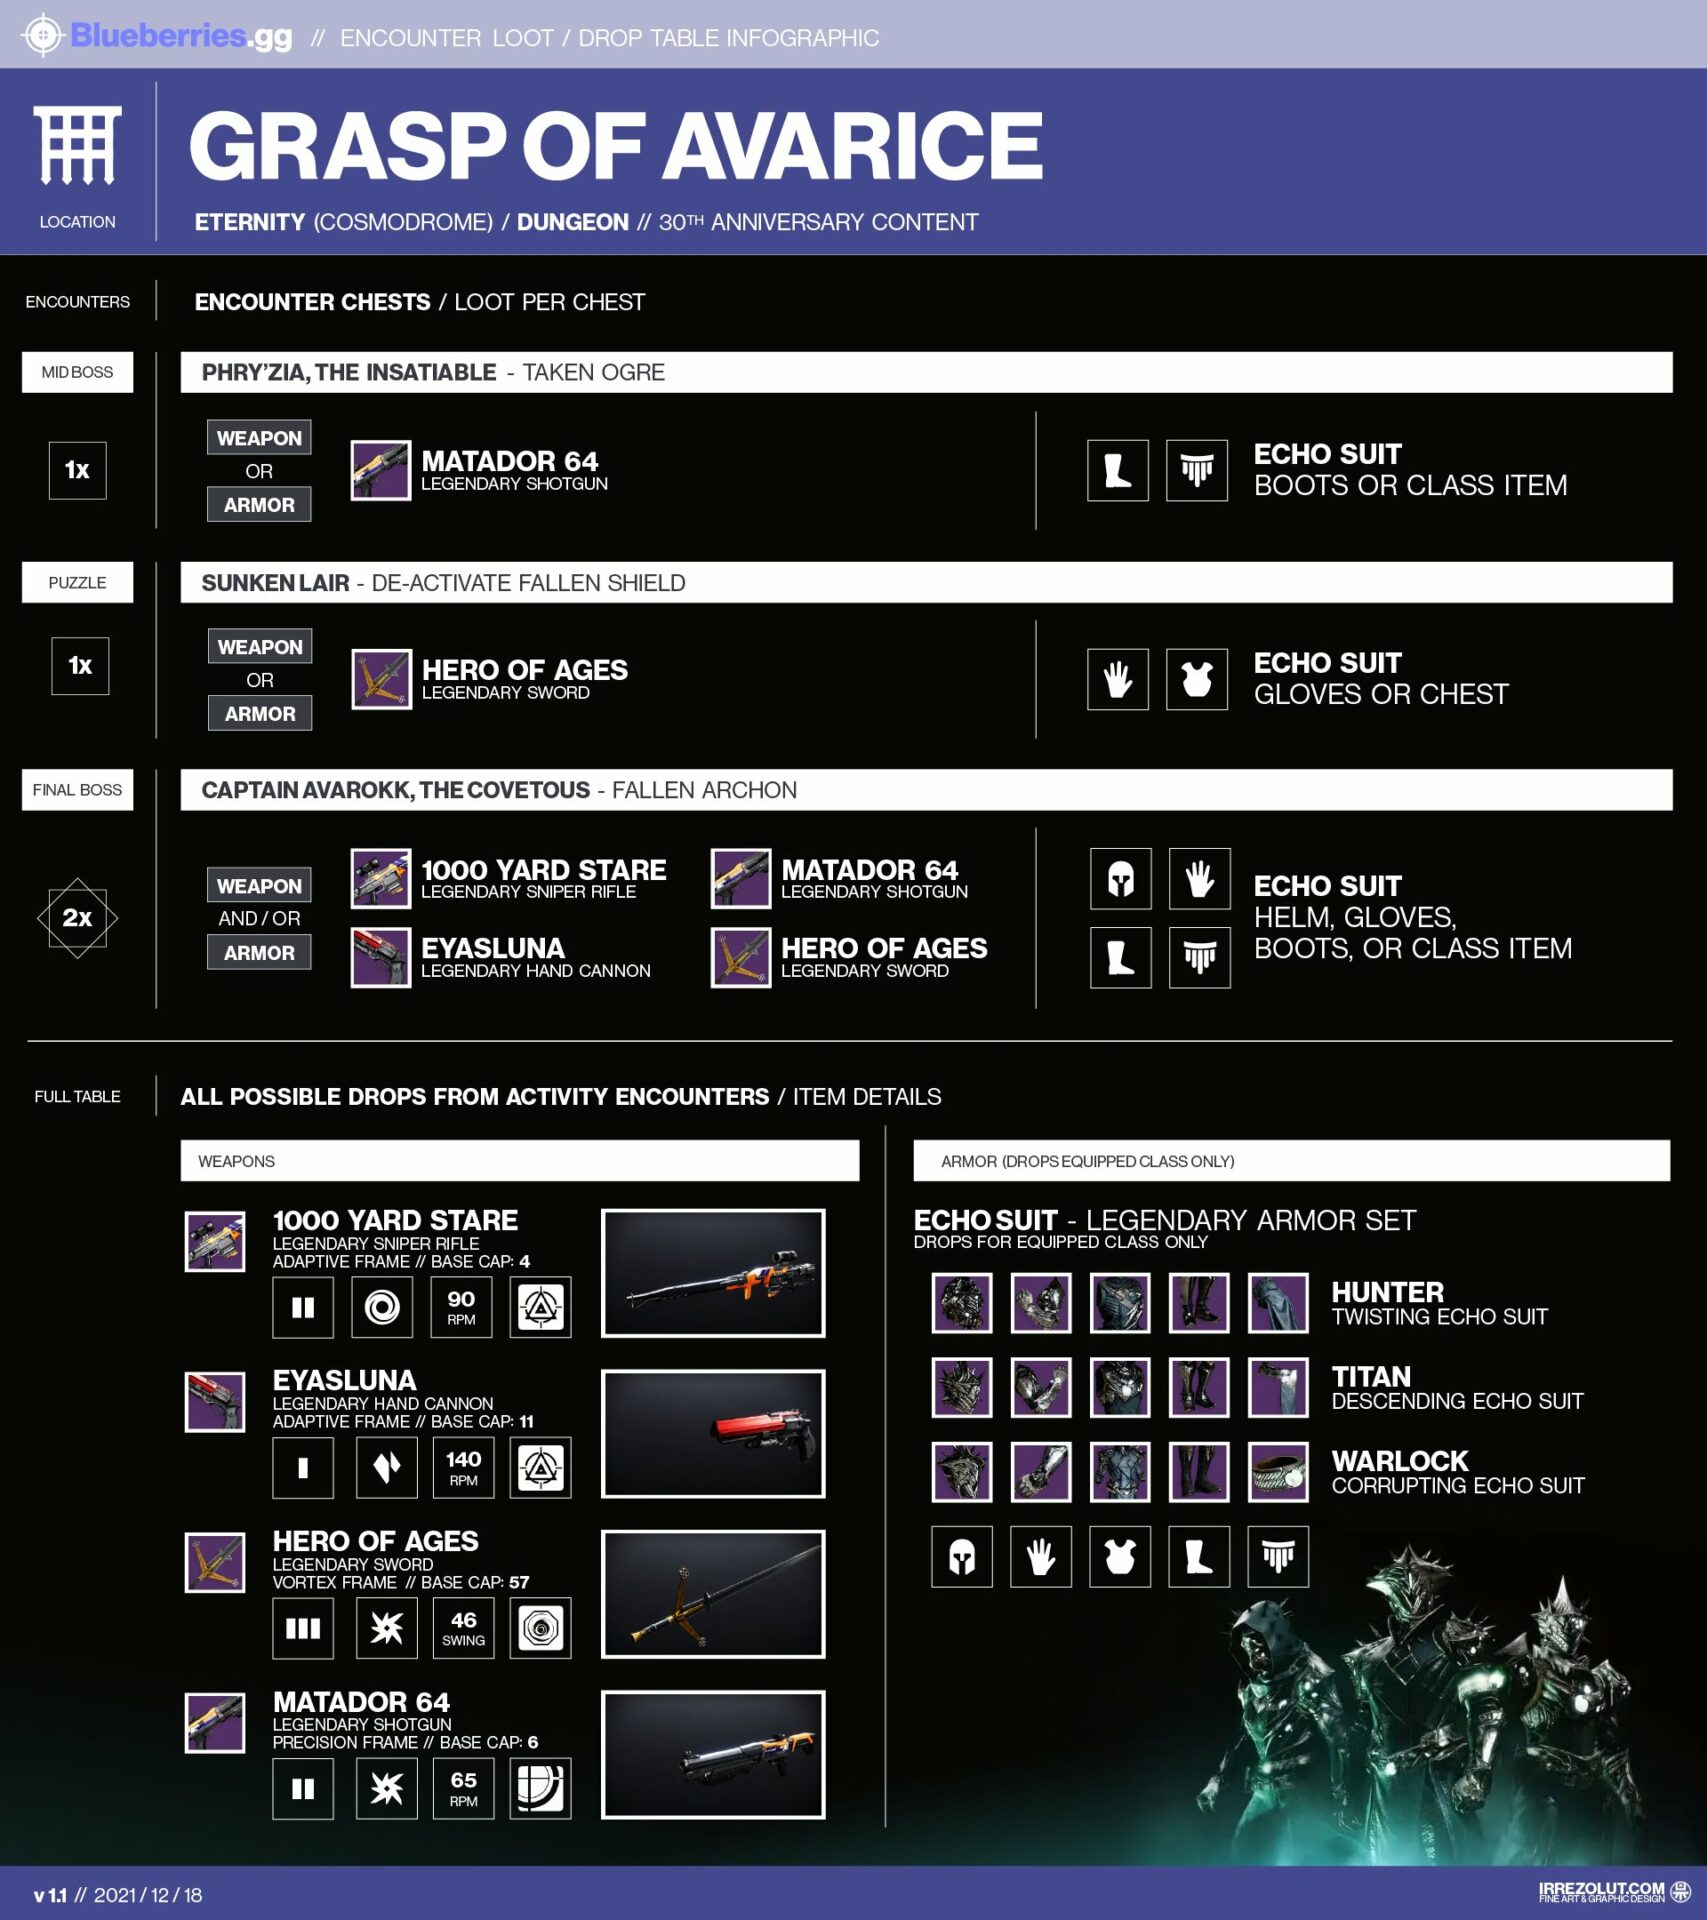 Blueberries.gg // ENCOUNTER LOOT / DROP TABLE INFOGRAPHIC
GRASP OF AVARICE
LOCATION
ETERNITY (COSMODROME) / DUNGEON // 30TH ANNIVERSARY CONTENT
ENCOUNTERS
ENCOUNTER CHESTS / LOOT PER CHEST
MID BOSS
PHRY'ZIA, THE INSATIABLE - TAKEN OGRE
1x
WEAPON
OR
ARMOR
MATADOR 64
LEGENDARY SHOTGUN
ECHO SUIT
BOOTS OR CLASS ITEM
PUZZLE
SUNKEN LAIR - DE-ACTIVATE FALLEN SHIELD
1x
WEAPON
OR
ARMOR
HERO OF AGES
LEGENDARY SWORD
ECHO SUIT
GLOVES OR CHEST
FINAL BOSS
CAPTAIN AVAROKK, THE COVETOUS - FALLEN ARCHON
2x
WEAPON
AND / OR
ARMOR
1000 YARD STARE
LEGENDARY SNIPER RIFLE
MATADOR 64
LEGENDARY SHOTGUN
EYASLUNA
LEGENDARY HAND CANNON
HERO OF AGES
LEGENDARY SWORD
ECHO SUIT
HELM, GLOVES,
BOOTS, OR CLASS ITEM
FULL TABLE
ALL POSSIBLE DROPS FROM ACTIVITY ENCOUNTERS / ITEM DETAILS
WEAPONS
1000 YARD STARE
LEGENDARY SNIPER RIFLE
ADAPTIVE FRAME // BASE CAP: 4
90
RPM
EYASLUNA
LEGENDARY HAND CANNON
ADAPTIVE FRAME // BASE CAP: 11
140
RPM
HERO OF AGES
LEGENDARY SWORD
VORTEX FRAME // BASE CAP: 57
46
SWING
MATADOR 64
LEGENDARY SHOTGUN
PRECISION FRAME // BASE CAP: 6
65
RPM
ARMOR (DROPS EQUIPPED CLASS ONLY)
ECHO SUIT - LEGENDARY ARMOR SET
DROPS FOR EQUIPPED CLASS ONLY
HUNTER
TWISTING ECHO SUIT
TITAN
DESCENDING ECHO SUIT
WARLOCK
CORRUPTING ECHO SUIT
v 1.1 // 2021 / 12 / 18
IRREZOLUT.COM
FINE ART & GRAPHIC DESIGN